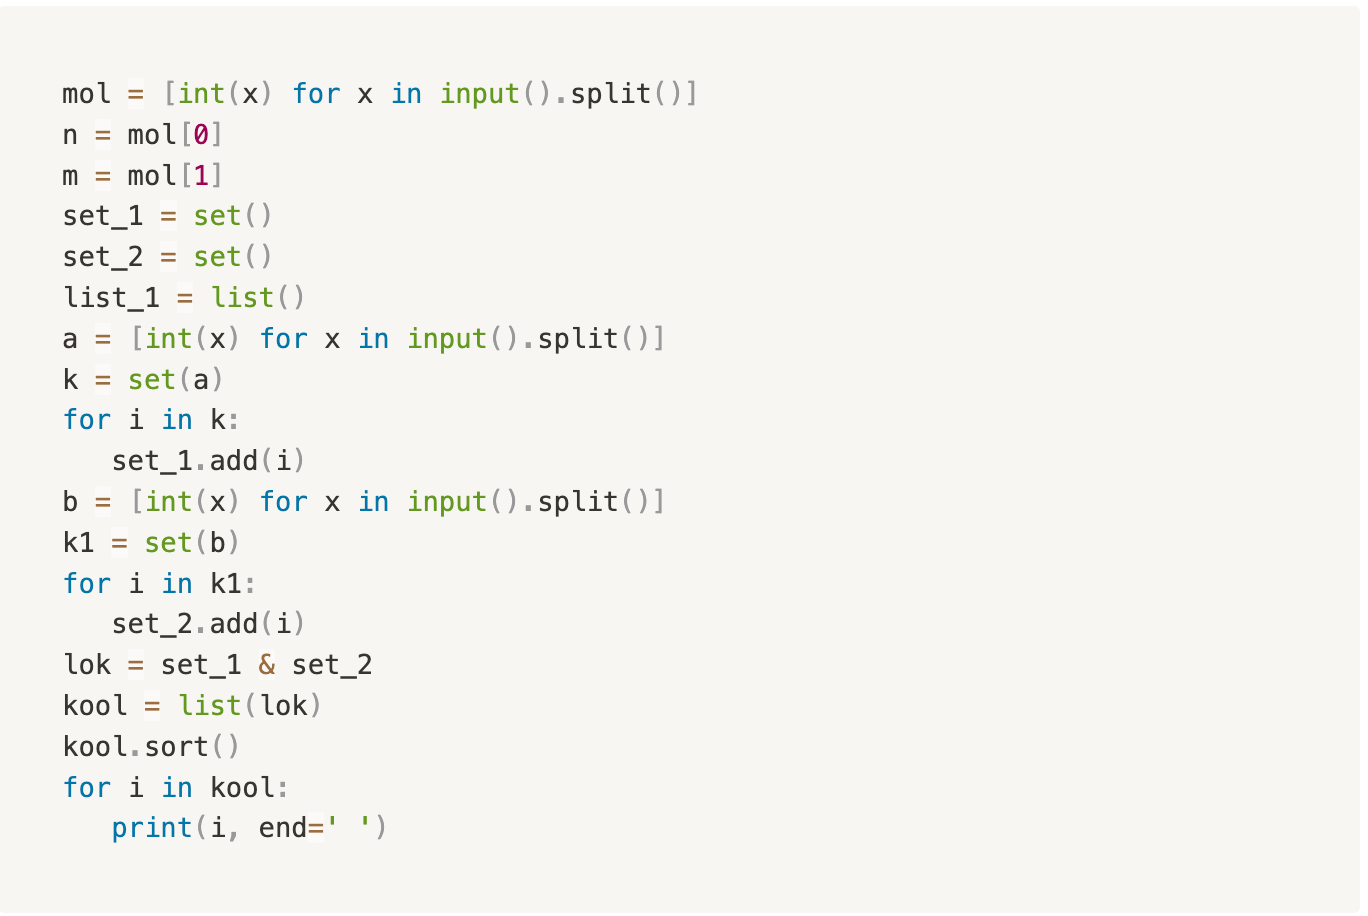 mol = [int(x) for x in input().split()]
n = mol[0]
m = mol[1]
set_1 = set()
set_2 = set()
list_1 = list()
a = [int(x) for x in input().split()]
k = set(a)
for i in k:
   set_1.add(i)
b = [int(x) for x in input().split()]
k1 = set(b)
for i in k1:
   set_2.add(i)
lok = set_1 & set_2
kool = list(lok)
kool.sort()
for i in kool:
   print(i, end=' ')